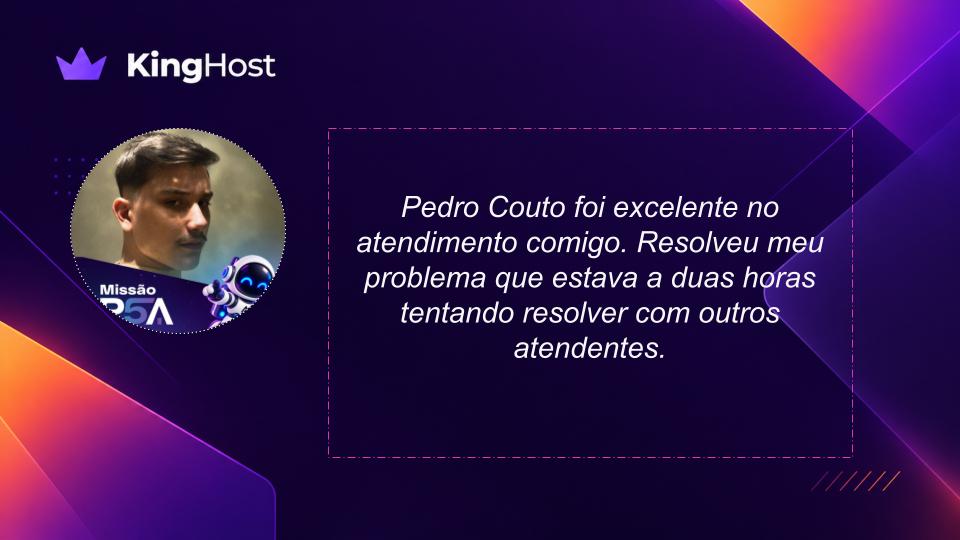 KingHost
Missão
R5A
Pedro Couto foi excelente no
atendimento comigo. Resolveu meu
problema que estava a duas horas
tentando resolver com outros
atendentes.